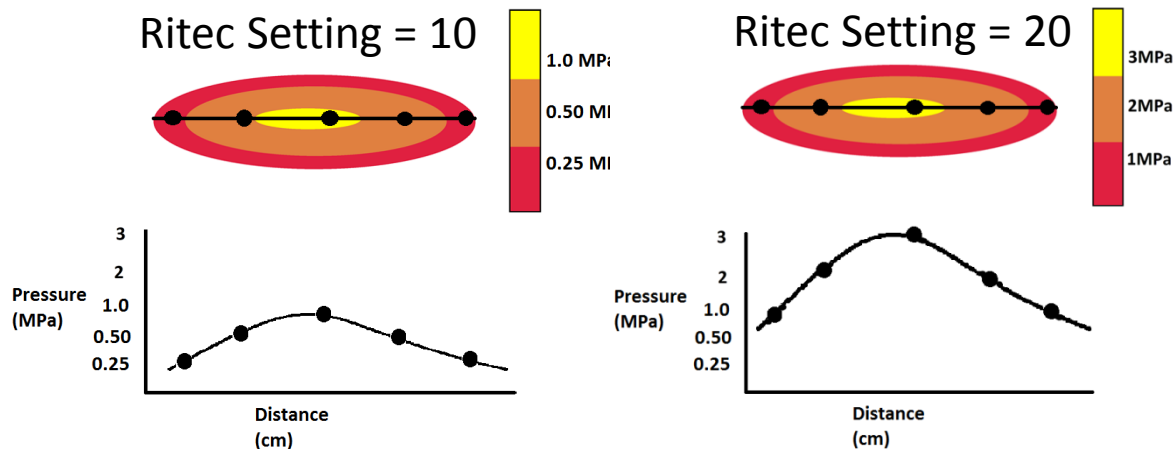 Ritec Setting = 10
1.0 MPa
0.50 MI
0.25 MI
3
2
1.0
0.50
0.25
Pressure
(MPa)
Distance
(cm)
Ritec Setting = 20
3MPa
2MPa
1MPa
3
2
1.0
0.50
0.25
Pressure
(MPa)
Distance
(cm)